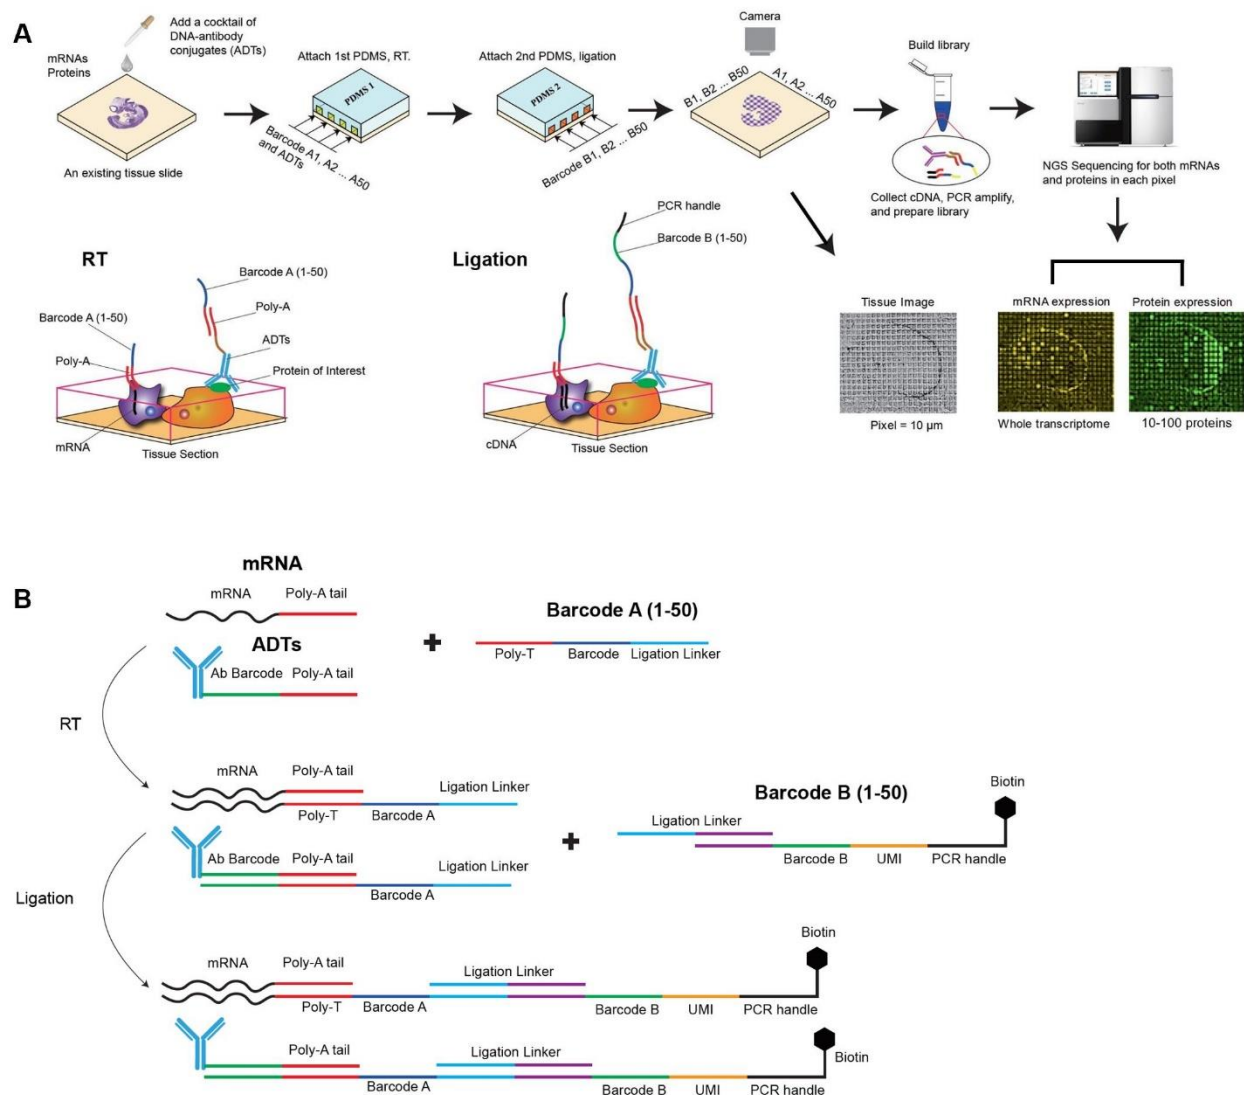 A
mRNAs
Proteins
Add a cocktail of
DNA-antibody
conjugates (ADTs)
An existing tissue slide
Attach 1st PDMS, RT.
PDMS 1
Barcode A1, A2 ... A50
and ADTs
Attach 2nd PDMS, ligation
PDMS 2
Barcode B1, B2 ... B50
Camera
B1, B2 ... B50
A1, A2 ... A50
Build library
Collect cDNA, PCR amplify,
and prepare library
NGS Sequencing for both mRNAs
and proteins in each pixel
RT
Barcode A (1-50)
Poly-A
Barcode A (1-50)
Poly-A
ADTs
Protein of Interest
mRNA
Tissue Section
Ligation
PCR handle
Barcode B (1-50)
cDNA
Tissue Section
Tissue Image
Pixel = 10 µm
mRNA expression
Whole transcriptome
Protein expression
10-100 proteins
B
mRNA
mRNA
Poly-A tail
ADTs
Ab Barcode
Poly-A tail
+
Barcode A (1-50)
Poly-T
Barcode
Ligation Linker
RT
mRNA
Poly-A tail
Ligation Linker
Poly-T
Barcode A
Ab Barcode
Poly-A tail
Ligation Linker
Barcode A
+
Barcode B (1-50)
Biotin
Ligation Linker
Barcode B
UMI
PCR handle
Ligation
mRNA
Poly-A tail
Ligation Linker
Biotin
Poly-T
Barcode A
Barcode B
UMI
PCR handle
Poly-A tail
Ligation Linker
Biotin
Barcode A
Barcode B
UMI
PCR handle